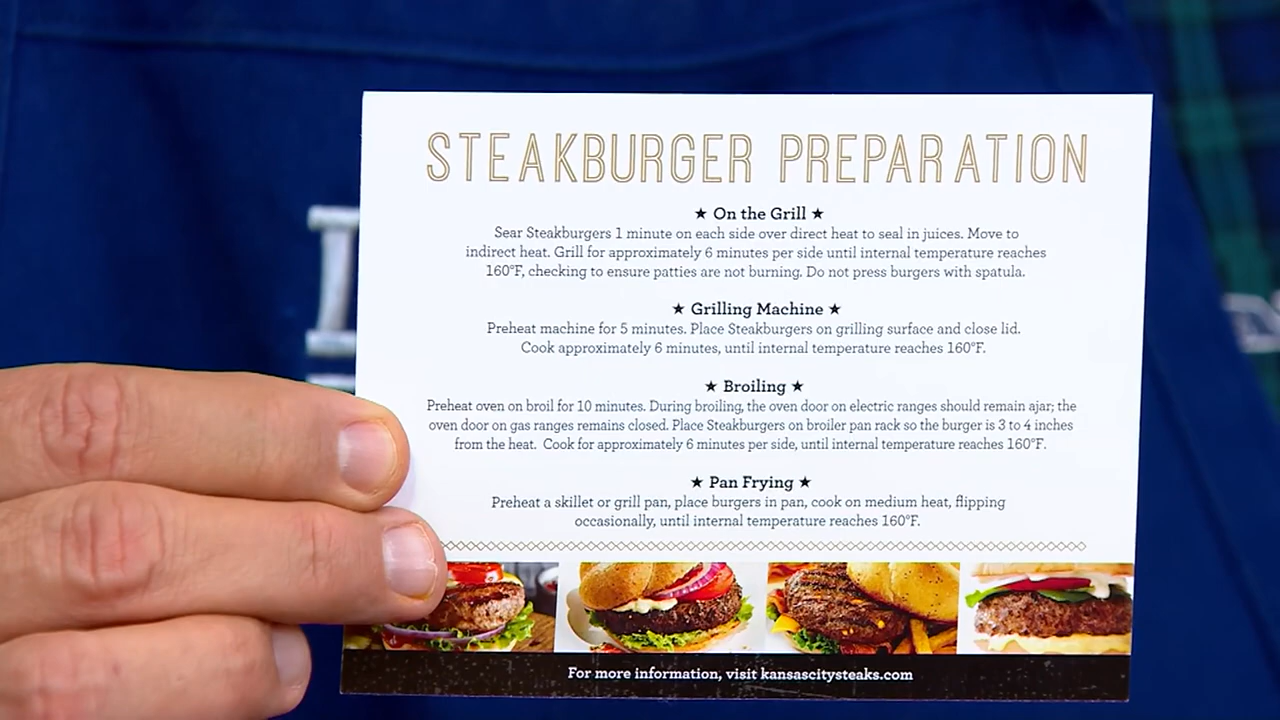 STEAKBURGER PREPARATION
★ On the Grill ★
Sear Steakburgers 1 minute on each side over direct heat to seal in juices. Move to
indirect heat. Grill for approximately 6 minutes per side until internal temperature reaches
160°F, checking to ensure patties are not burning. Do not press burgers with spatula.
★ Grilling Machine ★
Preheat machine for 5 minutes. Place Steakburgers on grilling surface and close lid.
Cook approximately 6 minutes, until internal temperature reaches 160°F.
★ Broiling ★
Preheat oven on broil for 10 minutes. During broiling, the oven door on electric ranges should remain ajar; the
oven door on gas ranges remains closed. Place Steakburgers on broiler pan rack so the burger is 3 to 4 inches
from the heat. Cook for approximately 6 minutes per side, until internal temperature reaches 160°F.
★ Pan Frying ★
Preheat a skillet or grill pan, place burgers in pan, cook on medium heat, flipping
occasionally, until internal temperature reaches 160°F.
For more information, visit kansascitysteaks.com